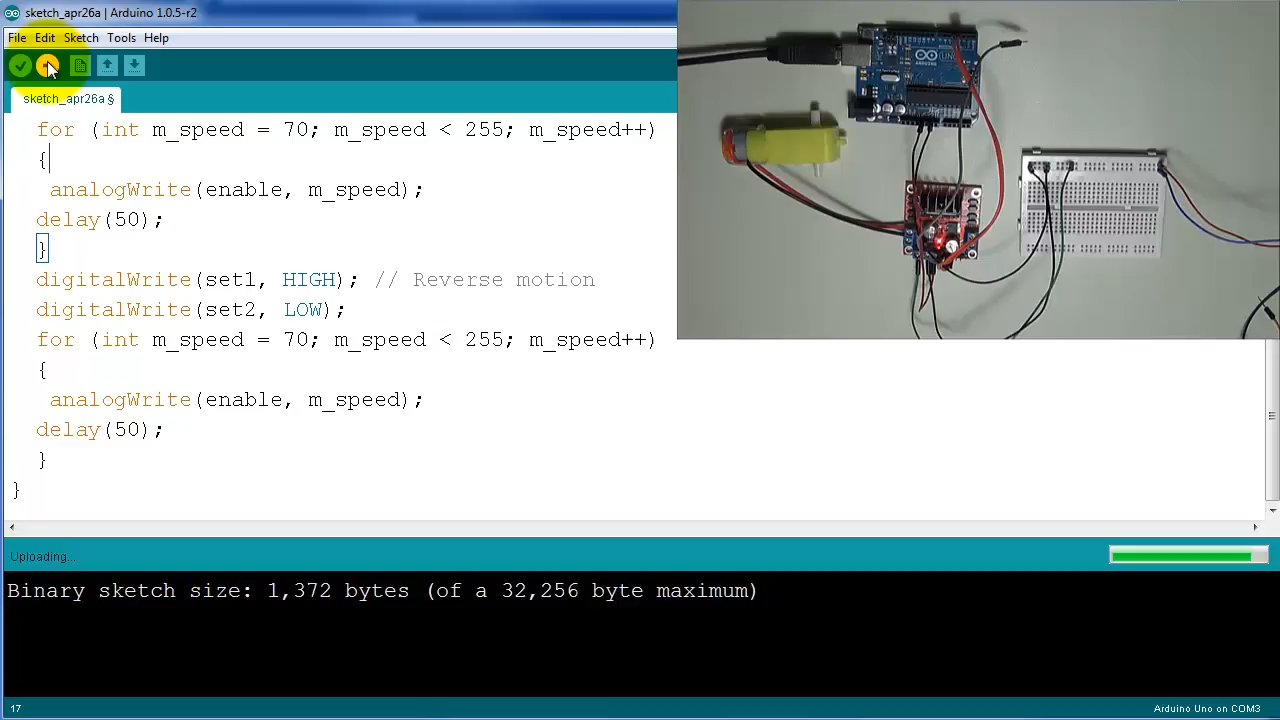 sketch_apr26a | Arduino 1.0.5-r2
File Edit Sketch Tools Help
sketch_apr26a §
for (int m_speed = 70; m_speed < 255; m_speed++)
{
analogWrite(enable, m_speed);
delay(50);
}
digitalWrite(set1, HIGH); // Reverse motion
digitalWrite(set2, LOW);
for (int m_speed = 70; m_speed < 255; m_speed++)
{
analogWrite(enable, m_speed);
delay(50);
}
}
Uploading...
Binary sketch size: 1,372 bytes (of a 32,256 byte maximum)
17
Arduino Uno on COM3